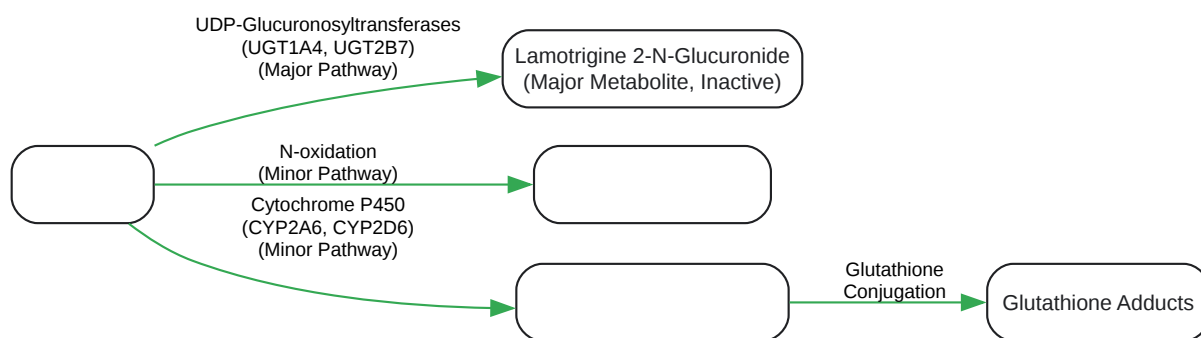 UDP-Glucuronosyltransferases
(UGT1A4, UGT2B7)
(Major Pathway)
Lamotrigine 2-N-Glucuronide
(Major Metabolite, Inactive)
N-oxidation
(Minor Pathway)
Cytochrome P450
(CYP2A6, CYP2D6)
(Minor Pathway)
Glutathione
Conjugation
Glutathione Adducts